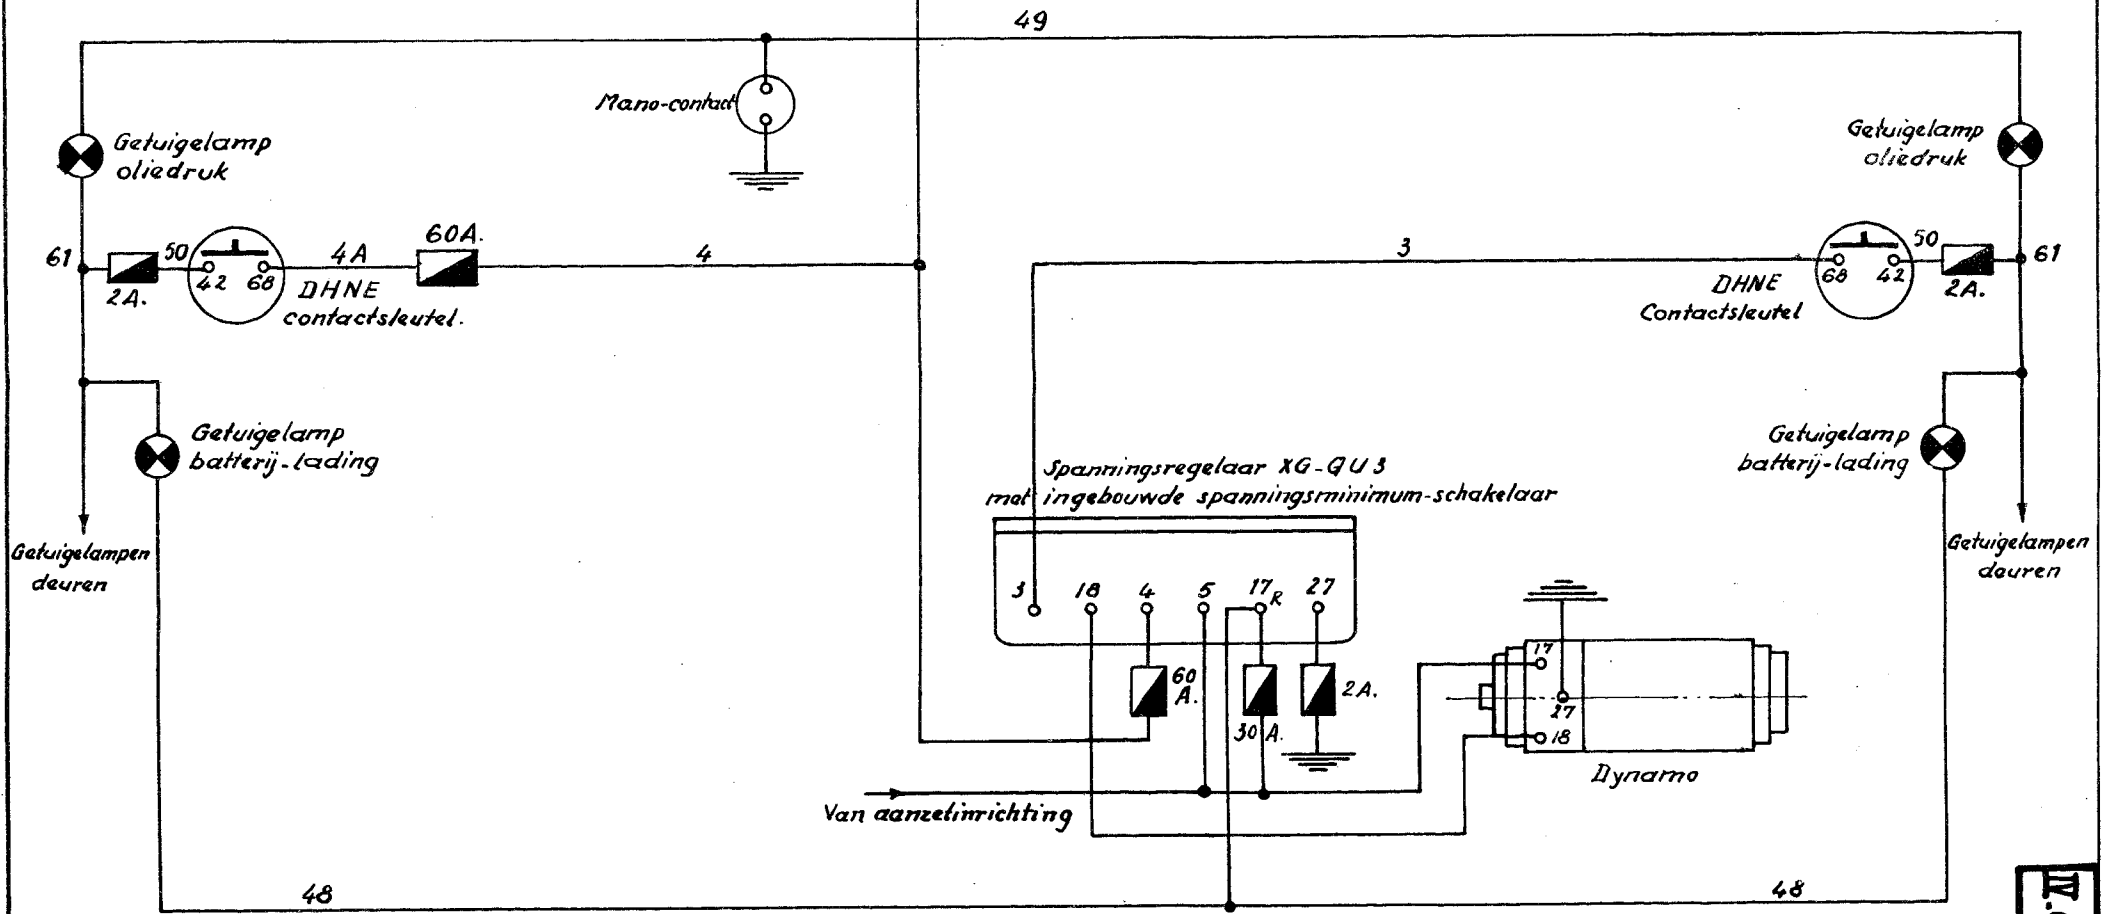 49
Mano-contact
Getuigelamp
oliedruk
Getuigelamp
oliedruk
61
50
42
68
2A.
4A
60A.
4
DHNE
contactsleutel.
3
68
42
50
61
2A.
DHNE
Contactsleutel
Getuigelamp
batterij-lading
Getuigelamp
batterij-lading
Getuigelampen
deuren
Getuigelampen
deuren
Spanningsregelaar XG-QU3
met ingebouwde spanningsminimum-schakelaar
3 18 4 5 17R 27
60
A.
30A.
2A.
17
27
18
Dynamo
Van aanzetinrichting
48
48